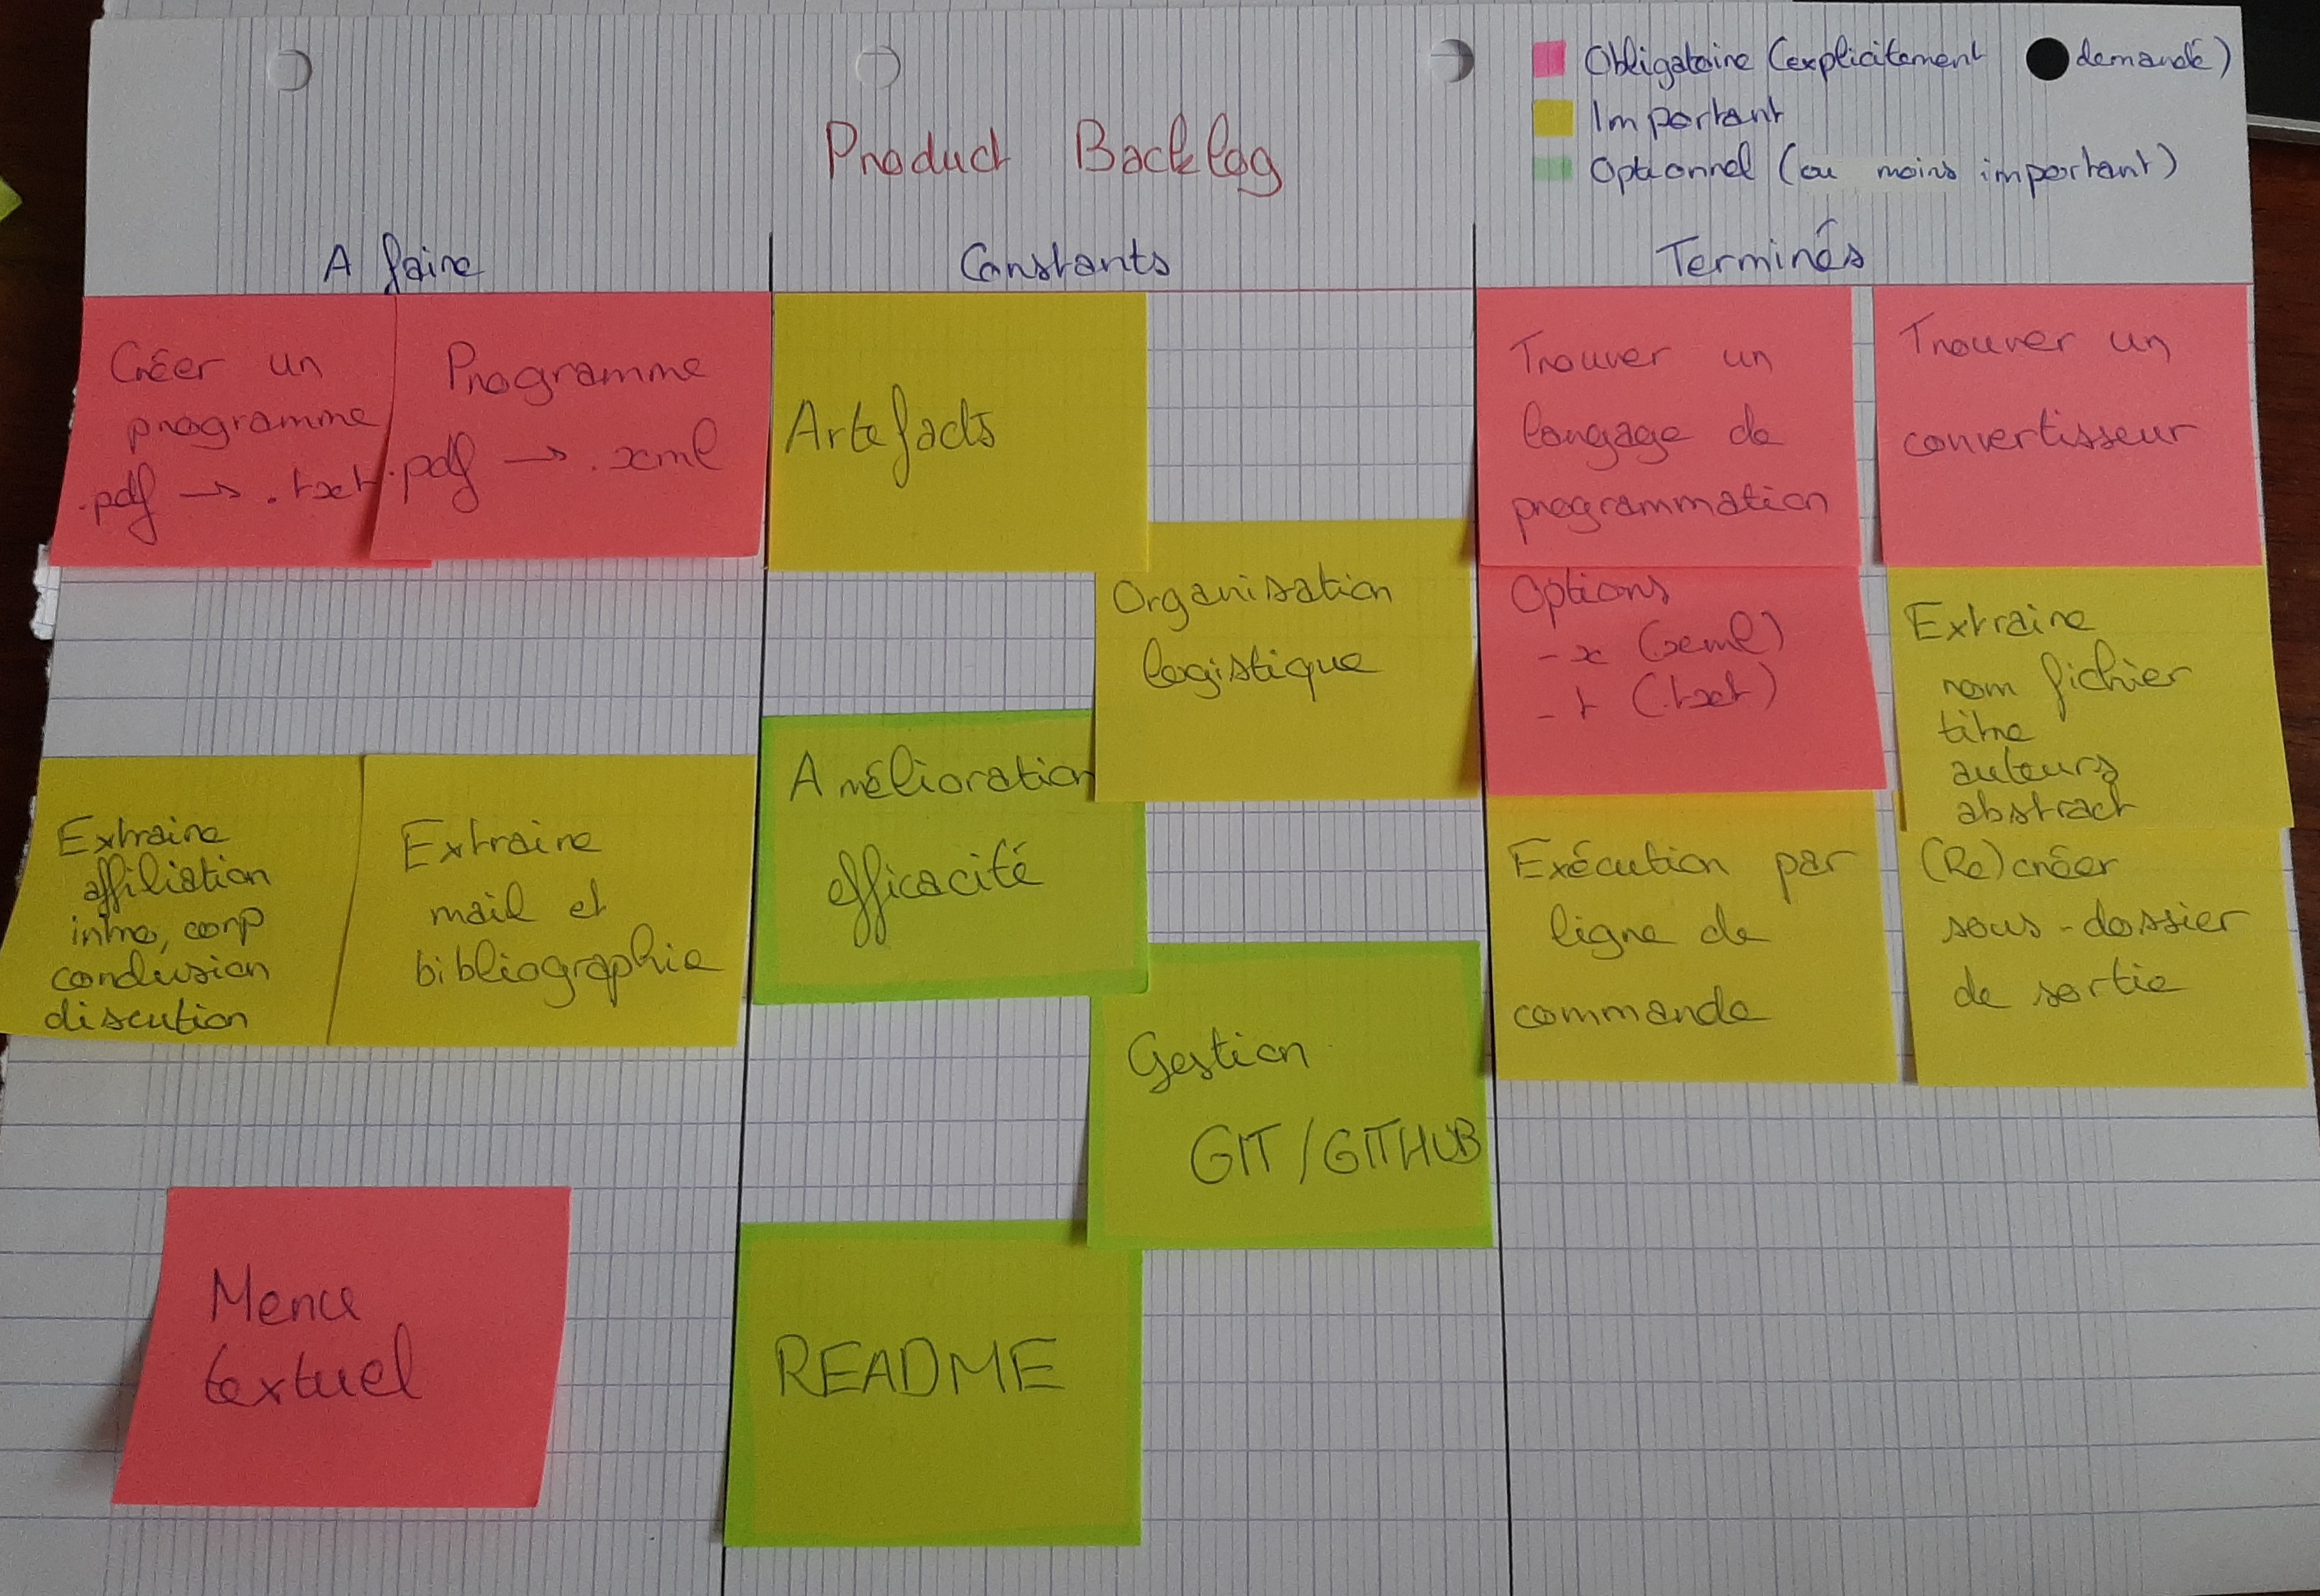 Obligatoire (explicitement demandé)
Important
Optionnel (ou moins important)
Product Backlog
A faire
Constants
Terminés
Créer un
programme
.pdf → .txt
Programme
.pdf → .xml
Extraire
affiliation
intro, corp
conclusion
discution
Extraire
mail et
bibliographie
Menu
textuel
Artefacts
Organisation
logistique
Amélioration
efficacité
Gestion
GIT/GITHUB
README
Trouver un
langage de
programmation
Trouver un
convertisseur
Options
-x (xml)
-t (.txt)
Extraire
nom fichier
titre
auteurs
abstract
Exécution par
ligne de
commande
(Re)créer
sous-dossier
de sortie